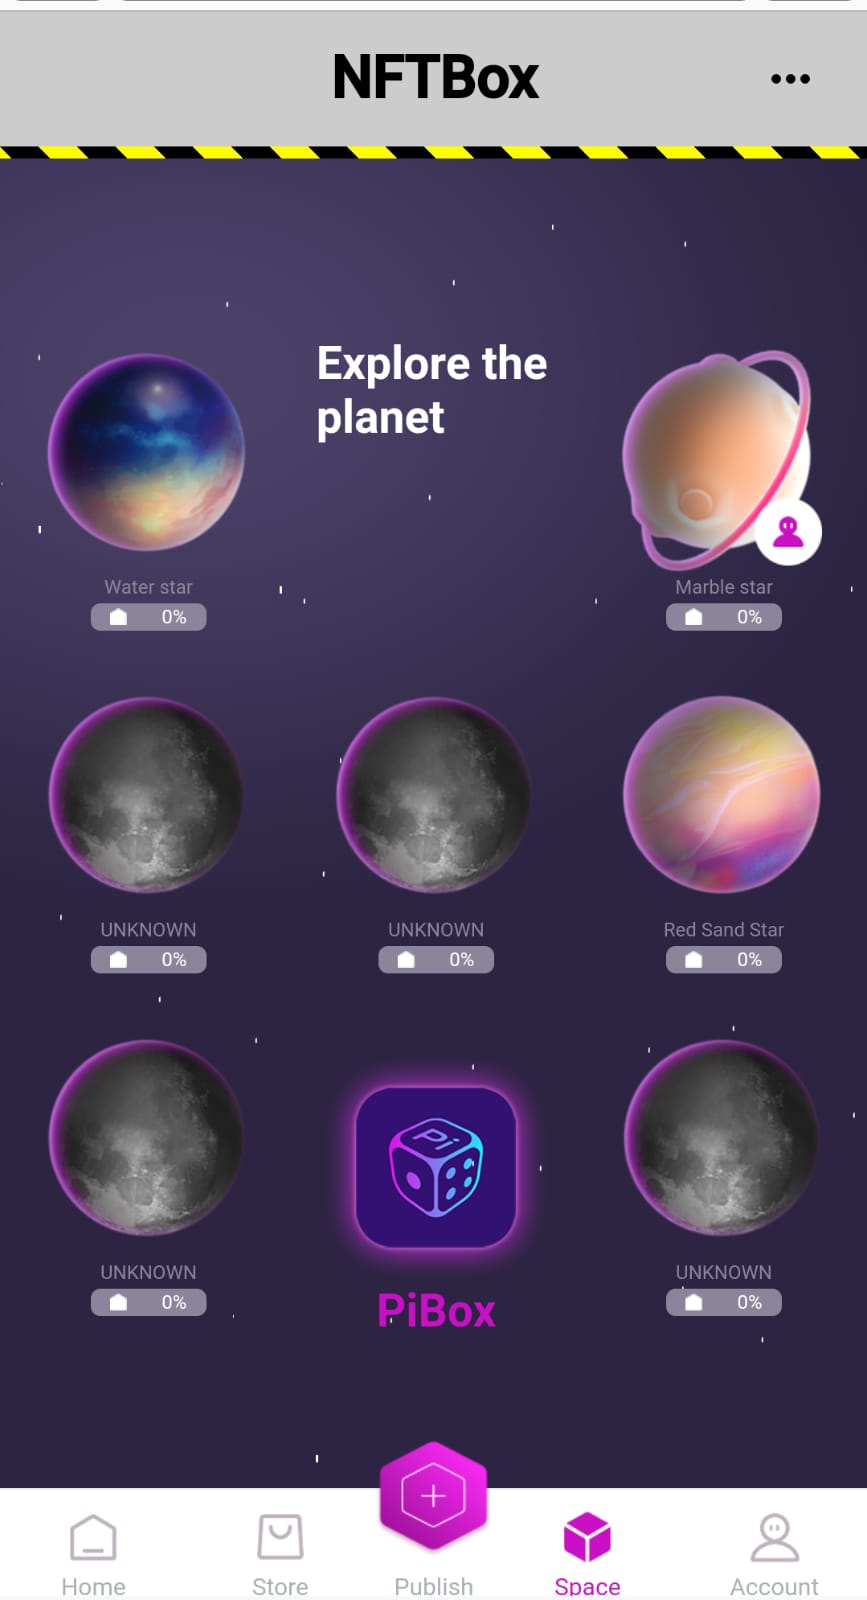 NFTBox
Explore the
planet
Water star
0%
Marble star
0%
UNKNOWN
0%
UNKNOWN
0%
Red Sand Star
0%
UNKNOWN
0%
Pi
PiBox
UNKNOWN
0%
Home
Store
Publish
Space
Account